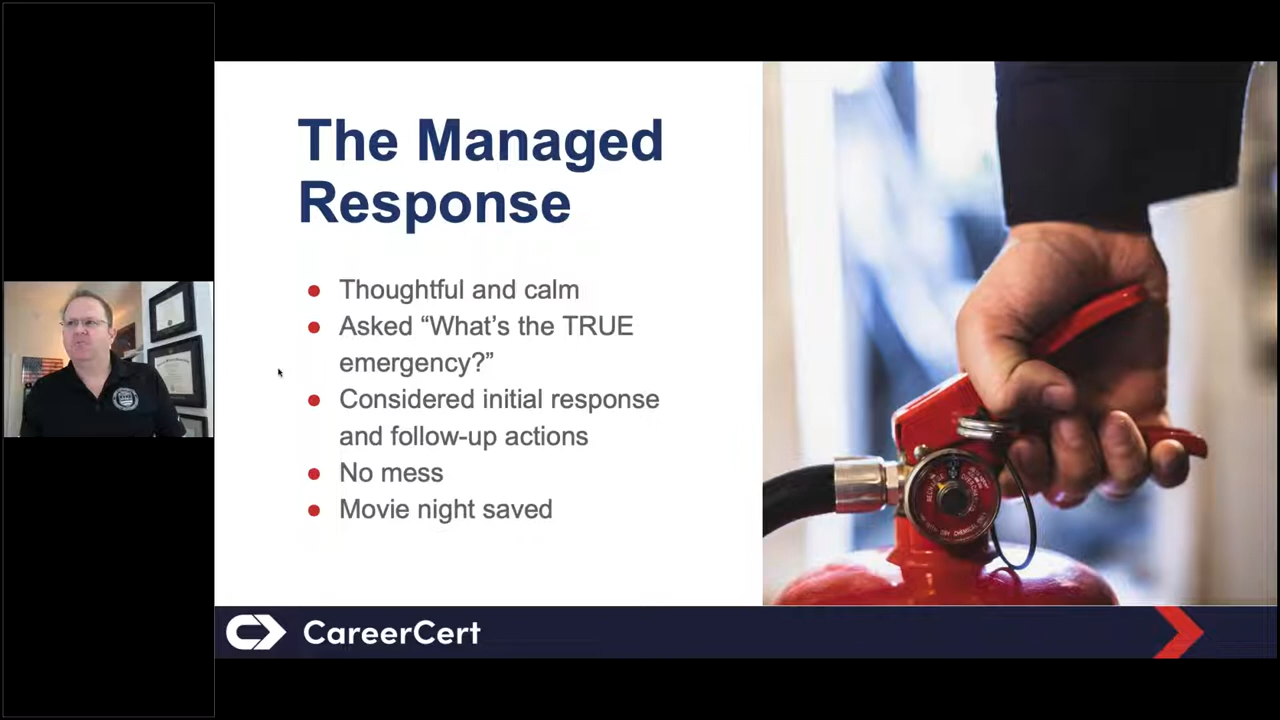 The Managed
Response
● Thoughtful and calm
● Asked “What’s the TRUE
emergency?”
● Considered initial response
and follow-up actions
● No mess
● Movie night saved
RECHARGE
CareerCert